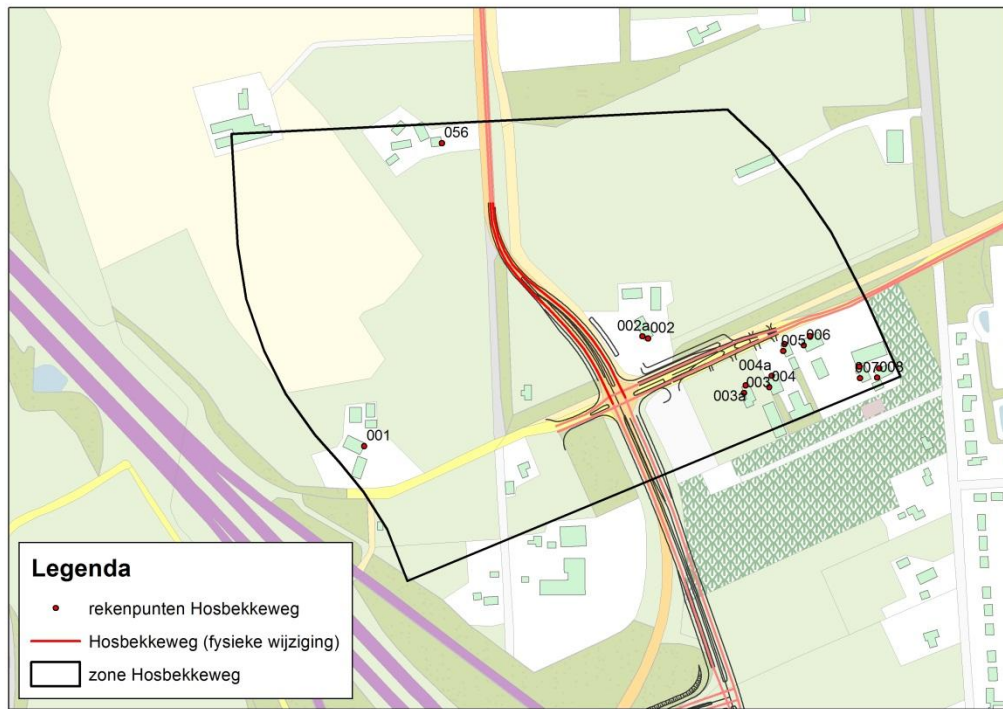 056
002a 002
005 006
004a
007 008
003 004
003a
001
Legenda
rekenpunten Hosbekkeweg
Hosbekkeweg (fysieke wijziging)
zone Hosbekkeweg